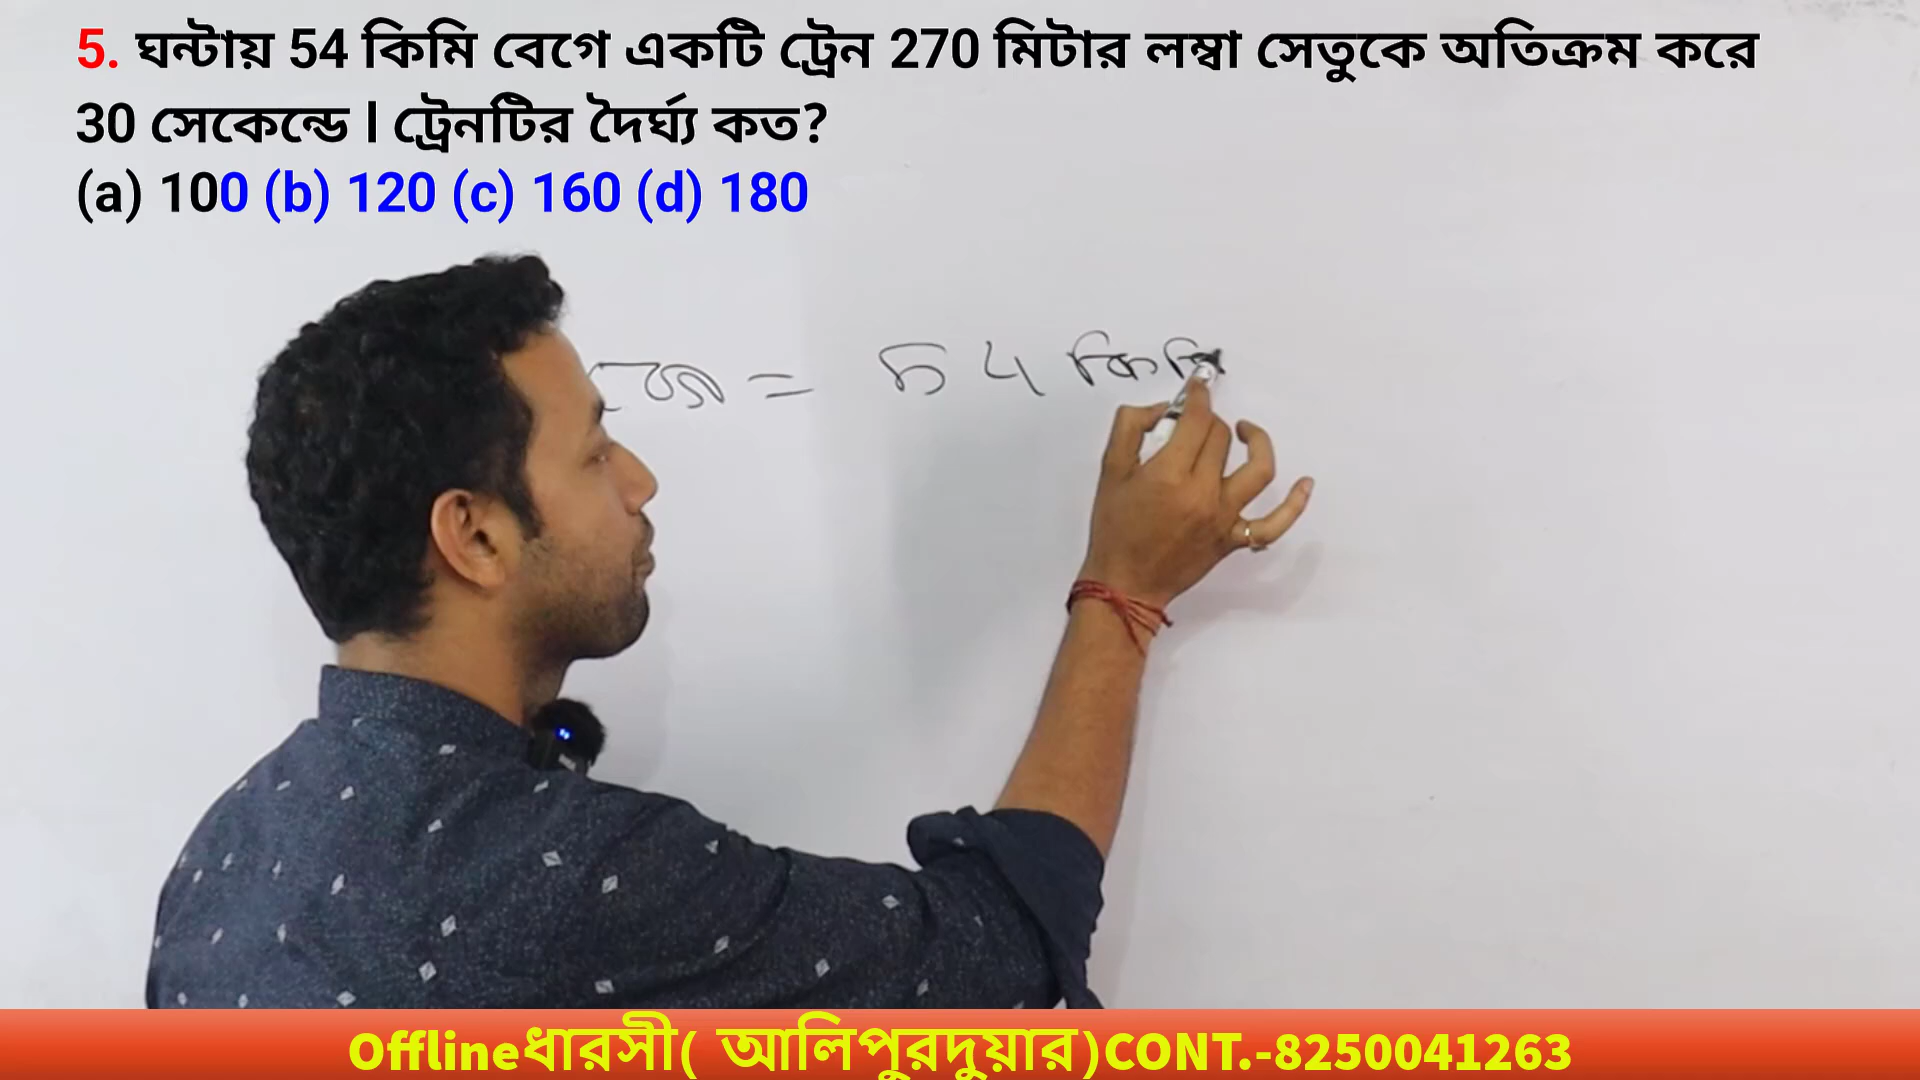 5. ঘন্টায় 54 কিমি বেগে একটি ট্রেন 270 মিটার লম্বা সেতুকে অতিক্রম করে
30 সেকেন্ডে l ট্রেনটির দৈর্ঘ্য কত?
(a) 100 (b) 120 (c) 160 (d) 180
= 54 কিমি
Offlineধারসী( আলিপুরদুয়ার)CONT.-8250041263